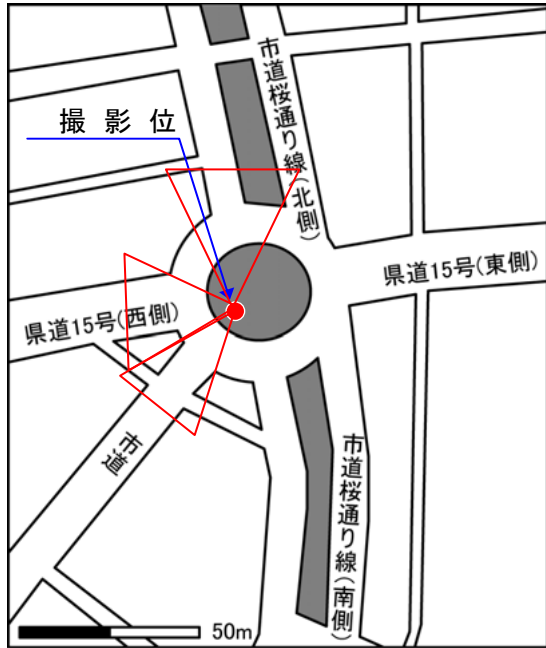 市道桜通り線(北側)
撮影位
県道15号(東側)
県道15号(西側)
市道
市道桜通り線(南側)
50m